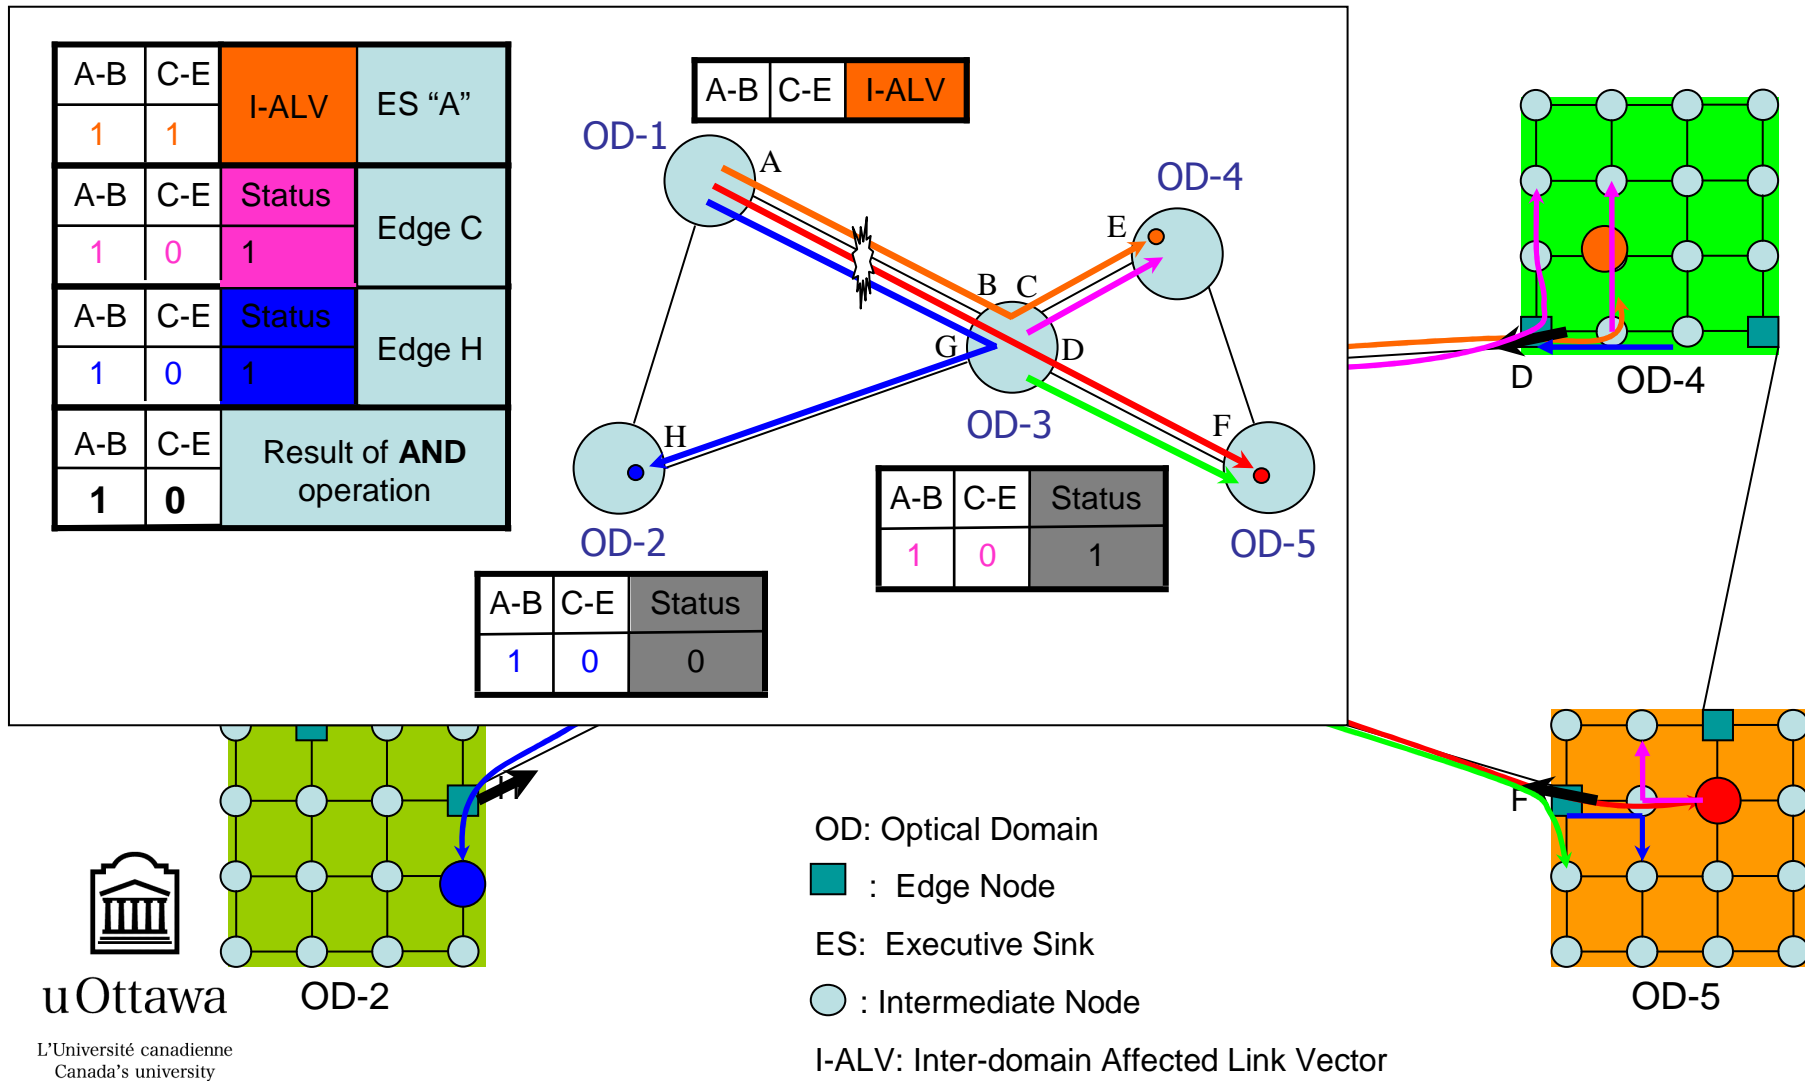 A-B C-E I-ALV ES “A”
1 1
A-B C-E Status Edge C
1 0 1
A-B C-E Status Edge H
1 0 1
A-B C-E Result of AND operation
1 0
A-B C-E I-ALV
OD-1
A
OD-4
E
B C
G
D
OD-3
F
H
OD-2
OD-5
A-B C-E Status
1 0 1
A-B C-E Status
1 0 0
D
OD-4
H
F
OD-2
OD-5
OD: Optical Domain
: Edge Node
ES: Executive Sink
: Intermediate Node
I-ALV: Inter-domain Affected Link Vector
uOttawa
L'Université canadienne
Canada's university